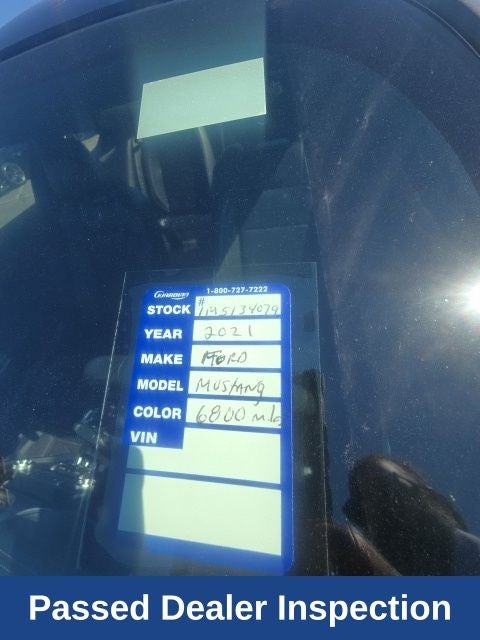 GUARDIAN 1-800-727-7222
STOCK #
YEAR 2021
MAKE FORD
MODEL MUSTANG
COLOR 6800 mls
VIN
Passed Dealer Inspection